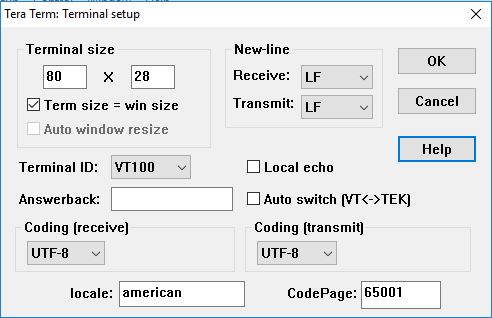 Tera Term: Terminal setup
Terminal size
80 X 28
Term size = win size
Auto window resize
New-line
Receive: LF
Transmit: LF
OK
Cancel
Help
Terminal ID: VT100
Local echo
Answerback:
Auto switch (VT<->TEK)
Coding (receive)
UTF-8
Coding (transmit)
UTF-8
locale: american
CodePage: 65001